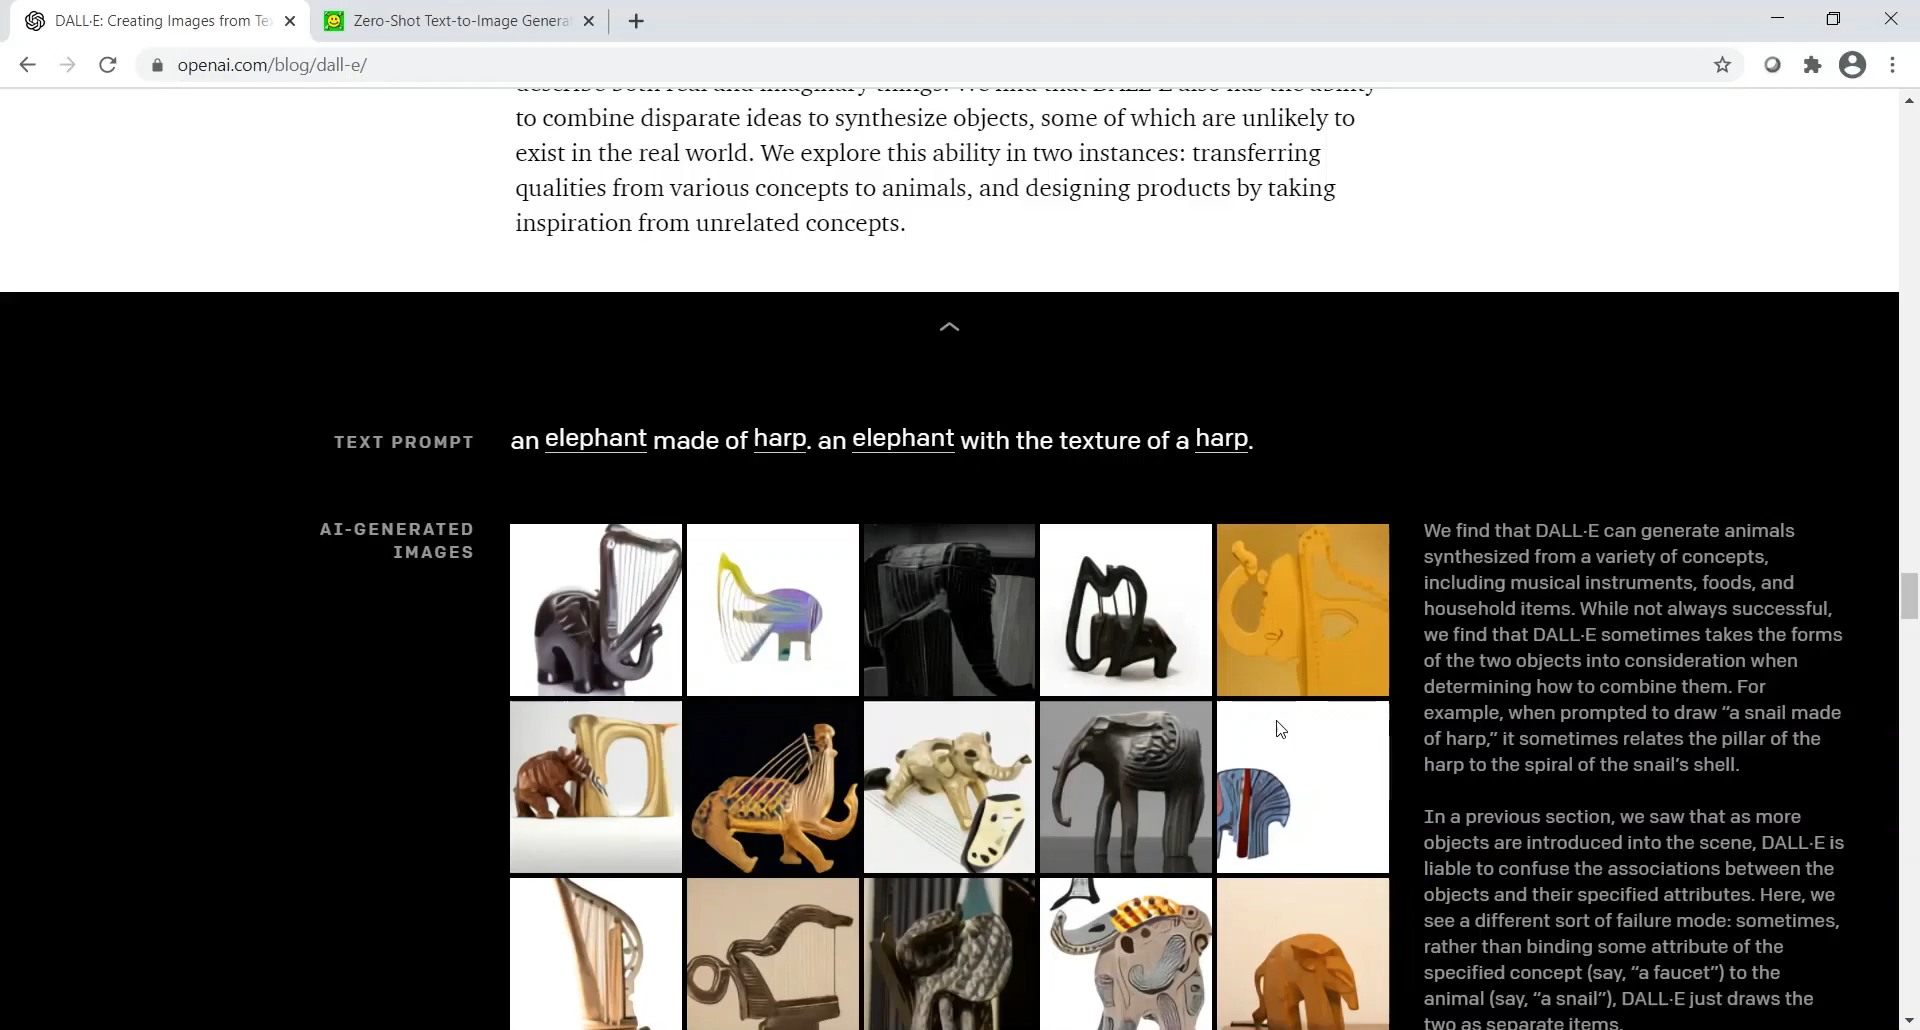 DALL·E: Creating Images from Te
Zero-Shot Text-to-Image Genera
openai.com/blog/dall-e/
describe both real and imaginary things. We find that DALL·E also has the ability
to combine disparate ideas to synthesize objects, some of which are unlikely to
exist in the real world. We explore this ability in two instances: transferring
qualities from various concepts to animals, and designing products by taking
inspiration from unrelated concepts.
TEXT PROMPT
an elephant made of harp. an elephant with the texture of a harp.
AI-GENERATED
IMAGES
We find that DALL·E can generate animals
synthesized from a variety of concepts,
including musical instruments, foods, and
household items. While not always successful,
we find that DALL·E sometimes takes the forms
of the two objects into consideration when
determining how to combine them. For
example, when prompted to draw “a snail made
of harp,” it sometimes relates the pillar of the
harp to the spiral of the snail’s shell.
In a previous section, we saw that as more
objects are introduced into the scene, DALL·E is
liable to confuse the associations between the
objects and their specified attributes. Here, we
see a different sort of failure mode: sometimes,
rather than binding some attribute of the
specified concept (say, “a faucet”) to the
animal (say, “a snail”), DALL·E just draws the
two as separate items.